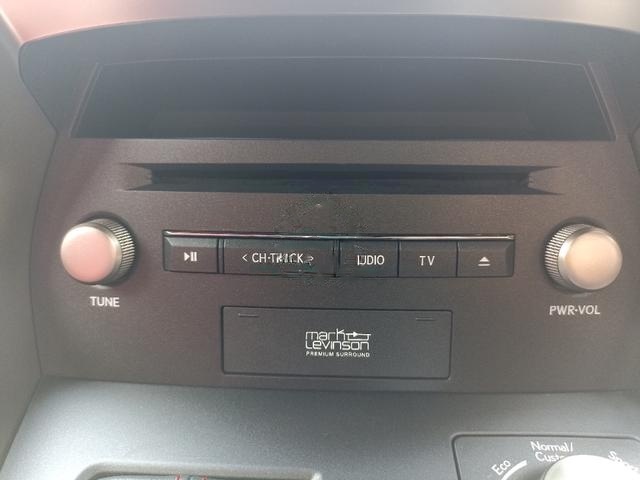 < CH·TRACK >
TV
TUNE
PWR·VOL
mark
Levinson
PREMIUM SURROUND
Normal/
Eco